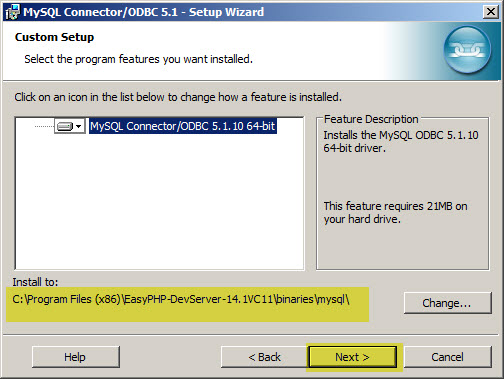 MySQL Connector/ODBC 5.1 - Setup Wizard
Custom Setup
Select the program features you want installed.
Click on an icon in the list below to change how a feature is installed.
MySQL Connector/ODBC 5.1.10 64-bit
Feature Description
Installs the MySQL ODBC 5.1.10
64-bit driver.
This feature requires 21MB on
your hard drive.
Install to:
C:\Program Files (x86)\EasyPHP-DevServer-14.1VC11\binaries\mysql\
Change...
Help
< Back
Next >
Cancel